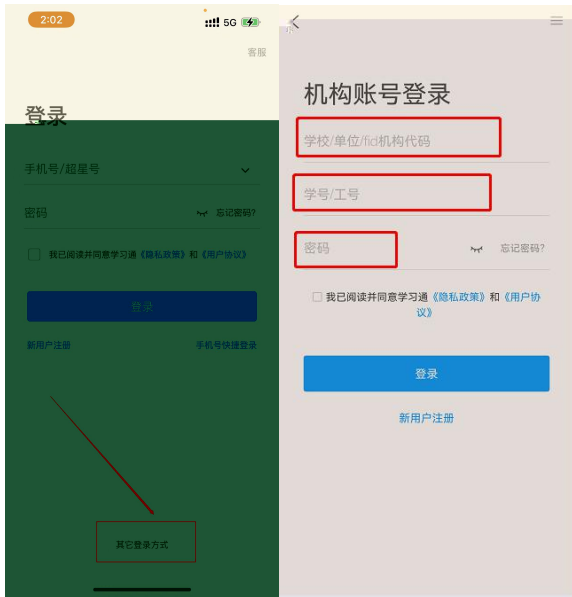 2:02
5G
客服
登录
手机号/超星号
密码
忘记密码?
我已阅读并同意学习通《隐私政策》和《用户协议》
登录
新用户注册
手机号快捷登录
其它登录方式
机构账号登录
学校/单位/fid机构代码
学号/工号
密码
忘记密码?
我已阅读并同意学习通《隐私政策》和《用户协
议》
登录
新用户注册